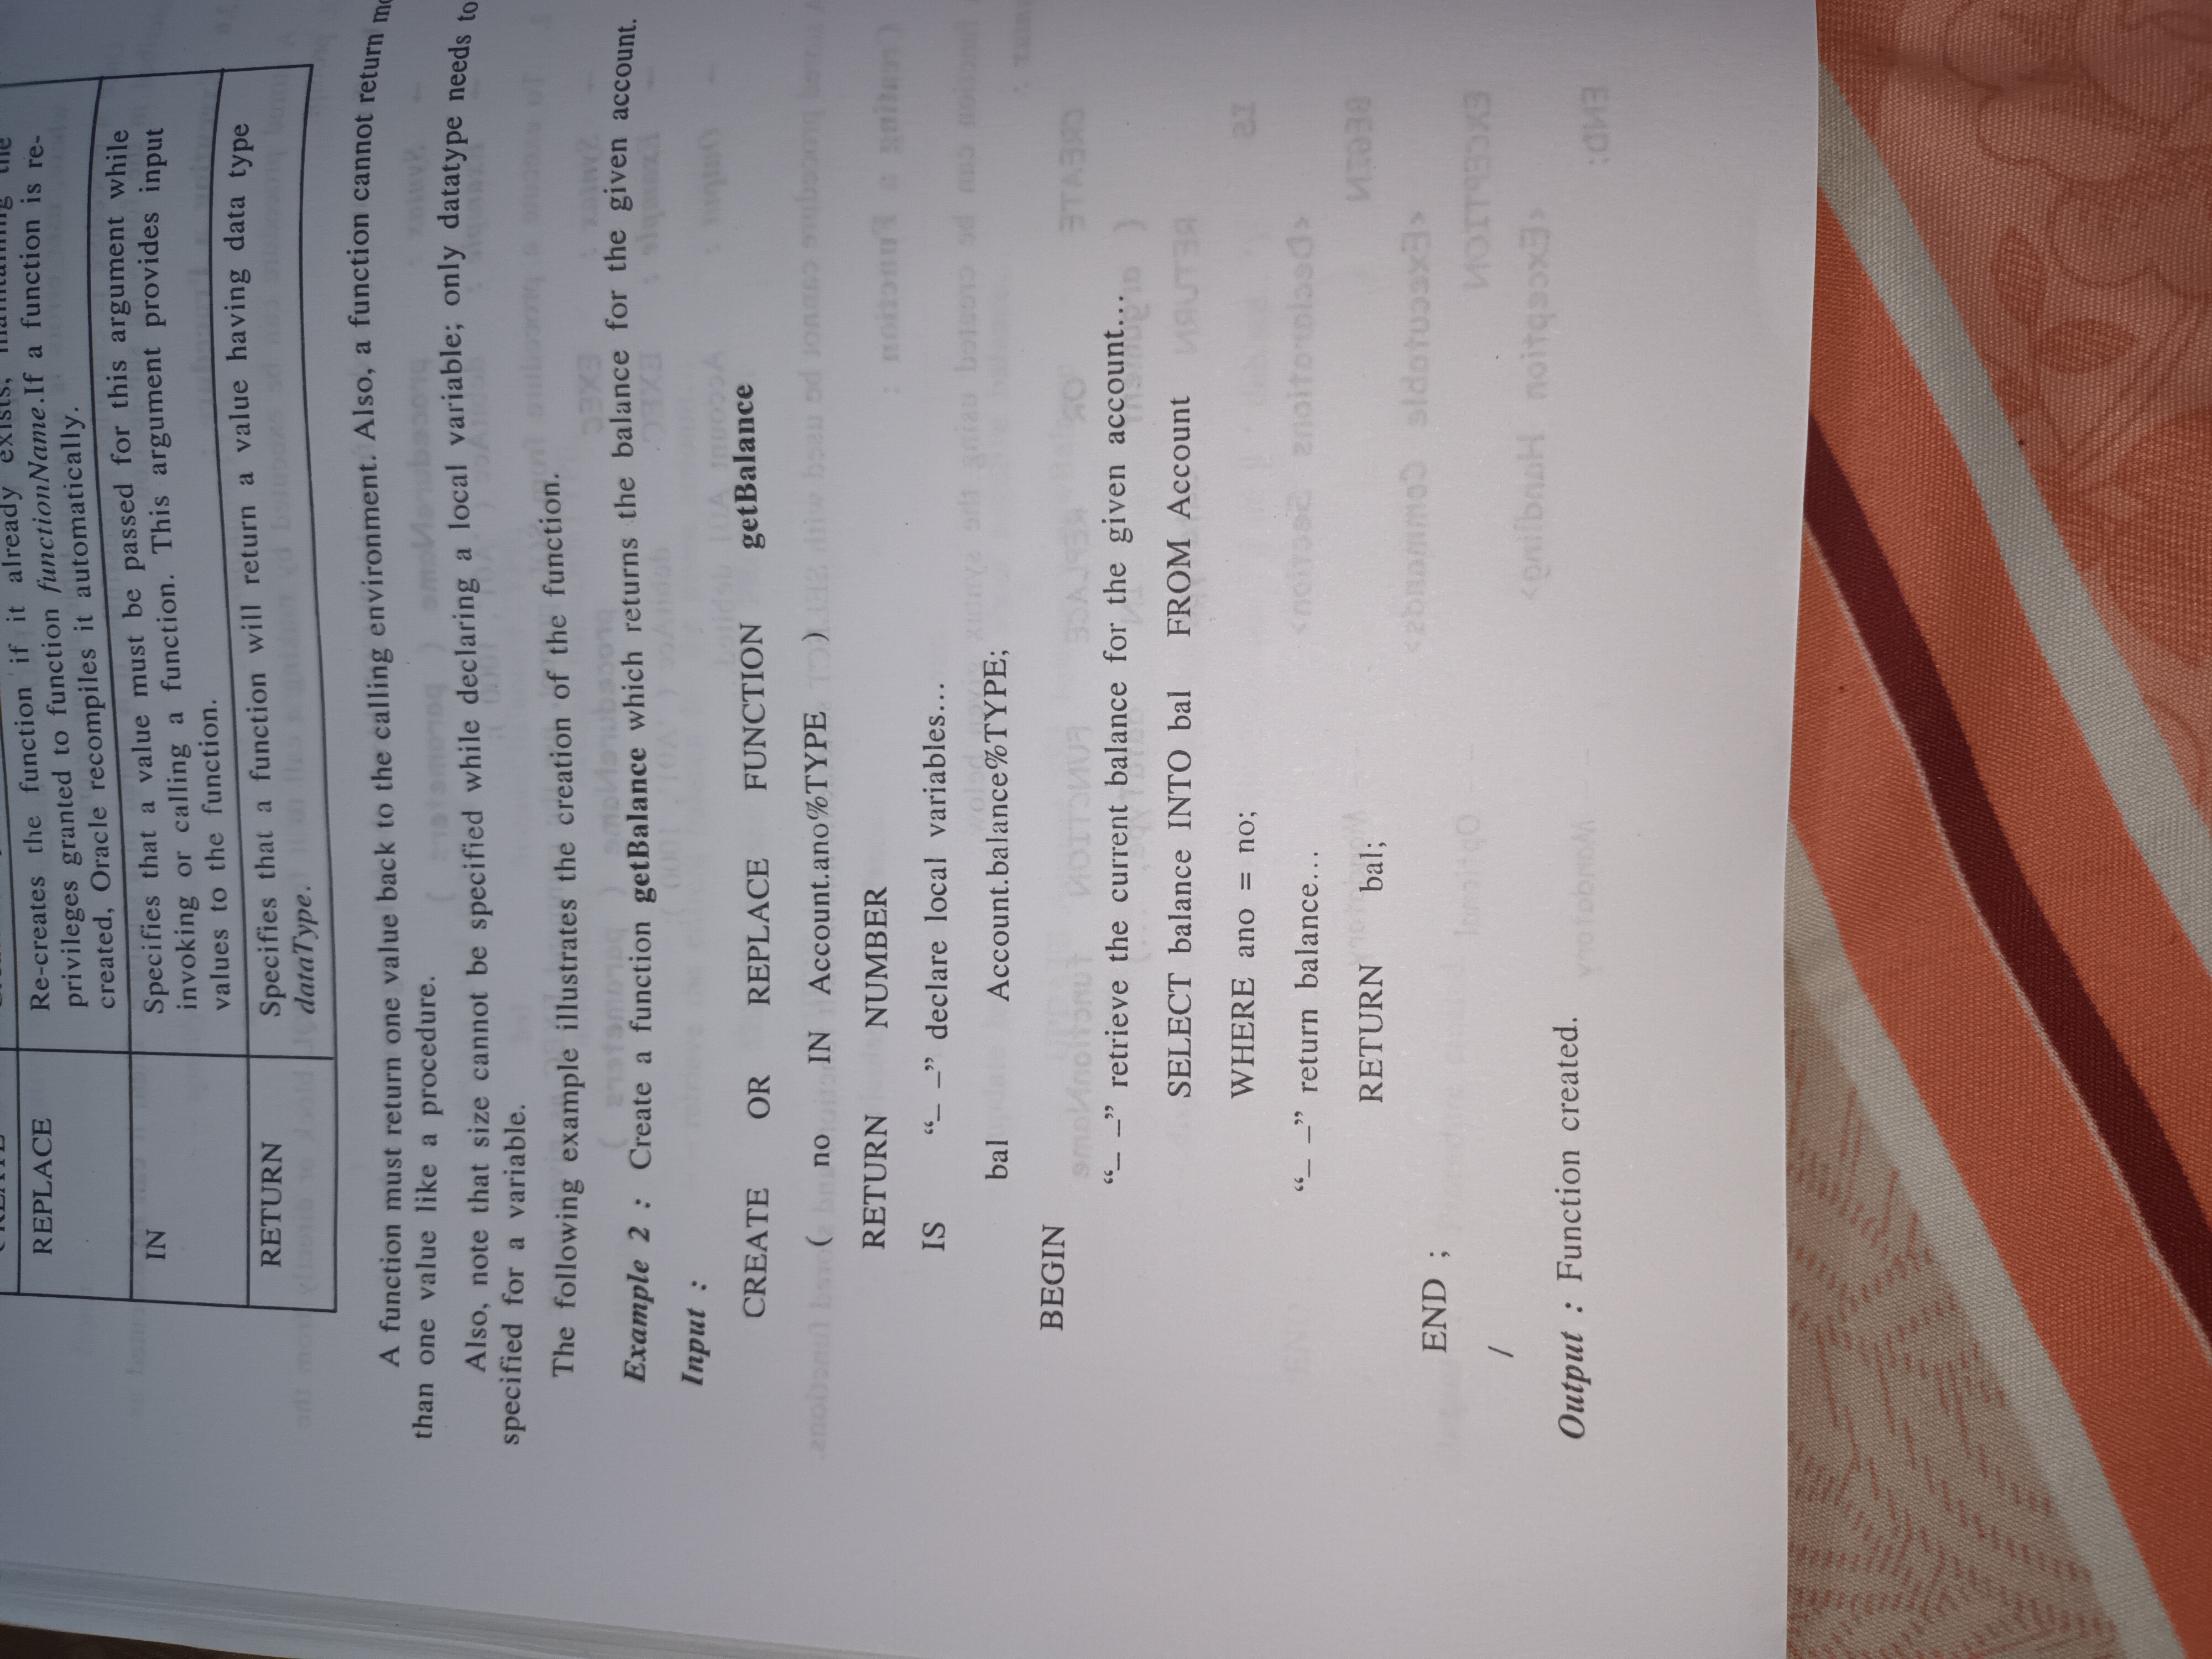 REPLACE
Re-creates the function if it already exists, maintaining the
privileges granted to function functionName.If a function is re-
created, Oracle recompiles it automatically.
IN
Specifies that a value must be passed for this argument while
invoking or calling a function. This argument provides input
values to the function.
RETURN
Specifies that a function will return a value having data type
dataType.
A function must return one value back to the calling environment. Also, a function cannot return
than one value like a procedure.
Also, note that size cannot be specified while declaring a local variable; only datatype needs to
specified for a variable.
The following example illustrates the creation of the function.
Example 2 : Create a function getBalance which returns the balance for the given account.
Input :
CREATE OR REPLACE FUNCTION getBalance
( no IN Account.ano%TYPE )
RETURN NUMBER
IS “– –” declare local variables...
bal Account.balance%TYPE;
BEGIN
“– –” retrieve the current balance for the given account...
SELECT balance INTO bal FROM Account
WHERE ano = no;
“– –” return balance...
RETURN bal;
END ;
/
Output : Function created.